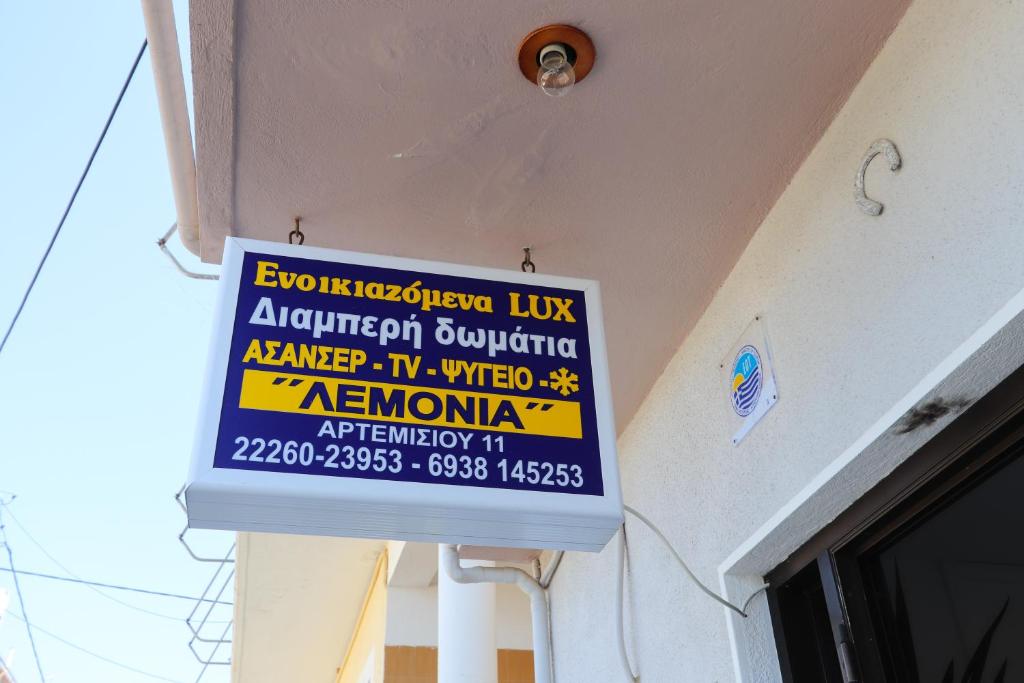 Ενοικιαζόμενα LUX
Διαμπερή δωμάτια
ΑΣΑΝΣΕΡ - TV - ΨΥΓΕΙΟ - ❄
"ΛΕΜΟΝΙΑ"
ΑΡΤΕΜΙΣΙΟΥ 11
22260-23953 - 6938 145253